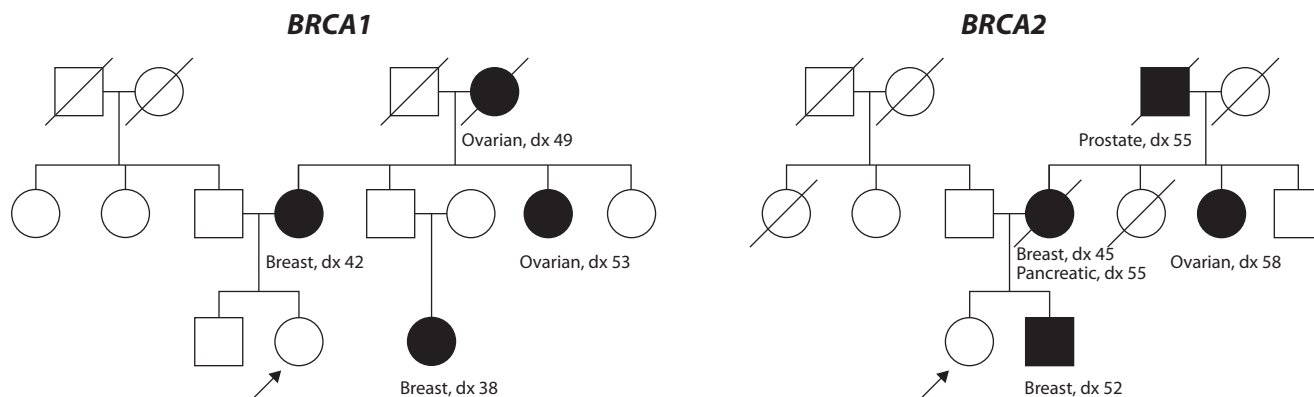 BRCA1
Ovarian, dx 49
Breast, dx 42
Ovarian, dx 53
Breast, dx 38
BRCA2
Prostate, dx 55
Breast, dx 45
Pancreatic, dx 55
Ovarian, dx 58
Breast, dx 52